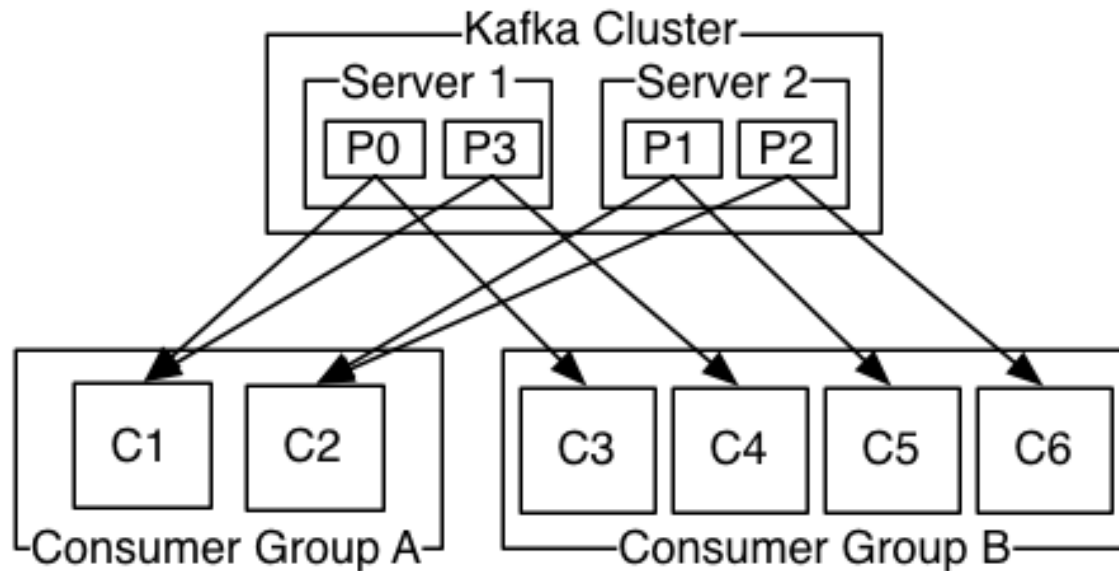 Kafka Cluster
Server 1
Server 2
P0
P3
P1
P2
C1
C2
C3
C4
C5
C6
Consumer Group A
Consumer Group B